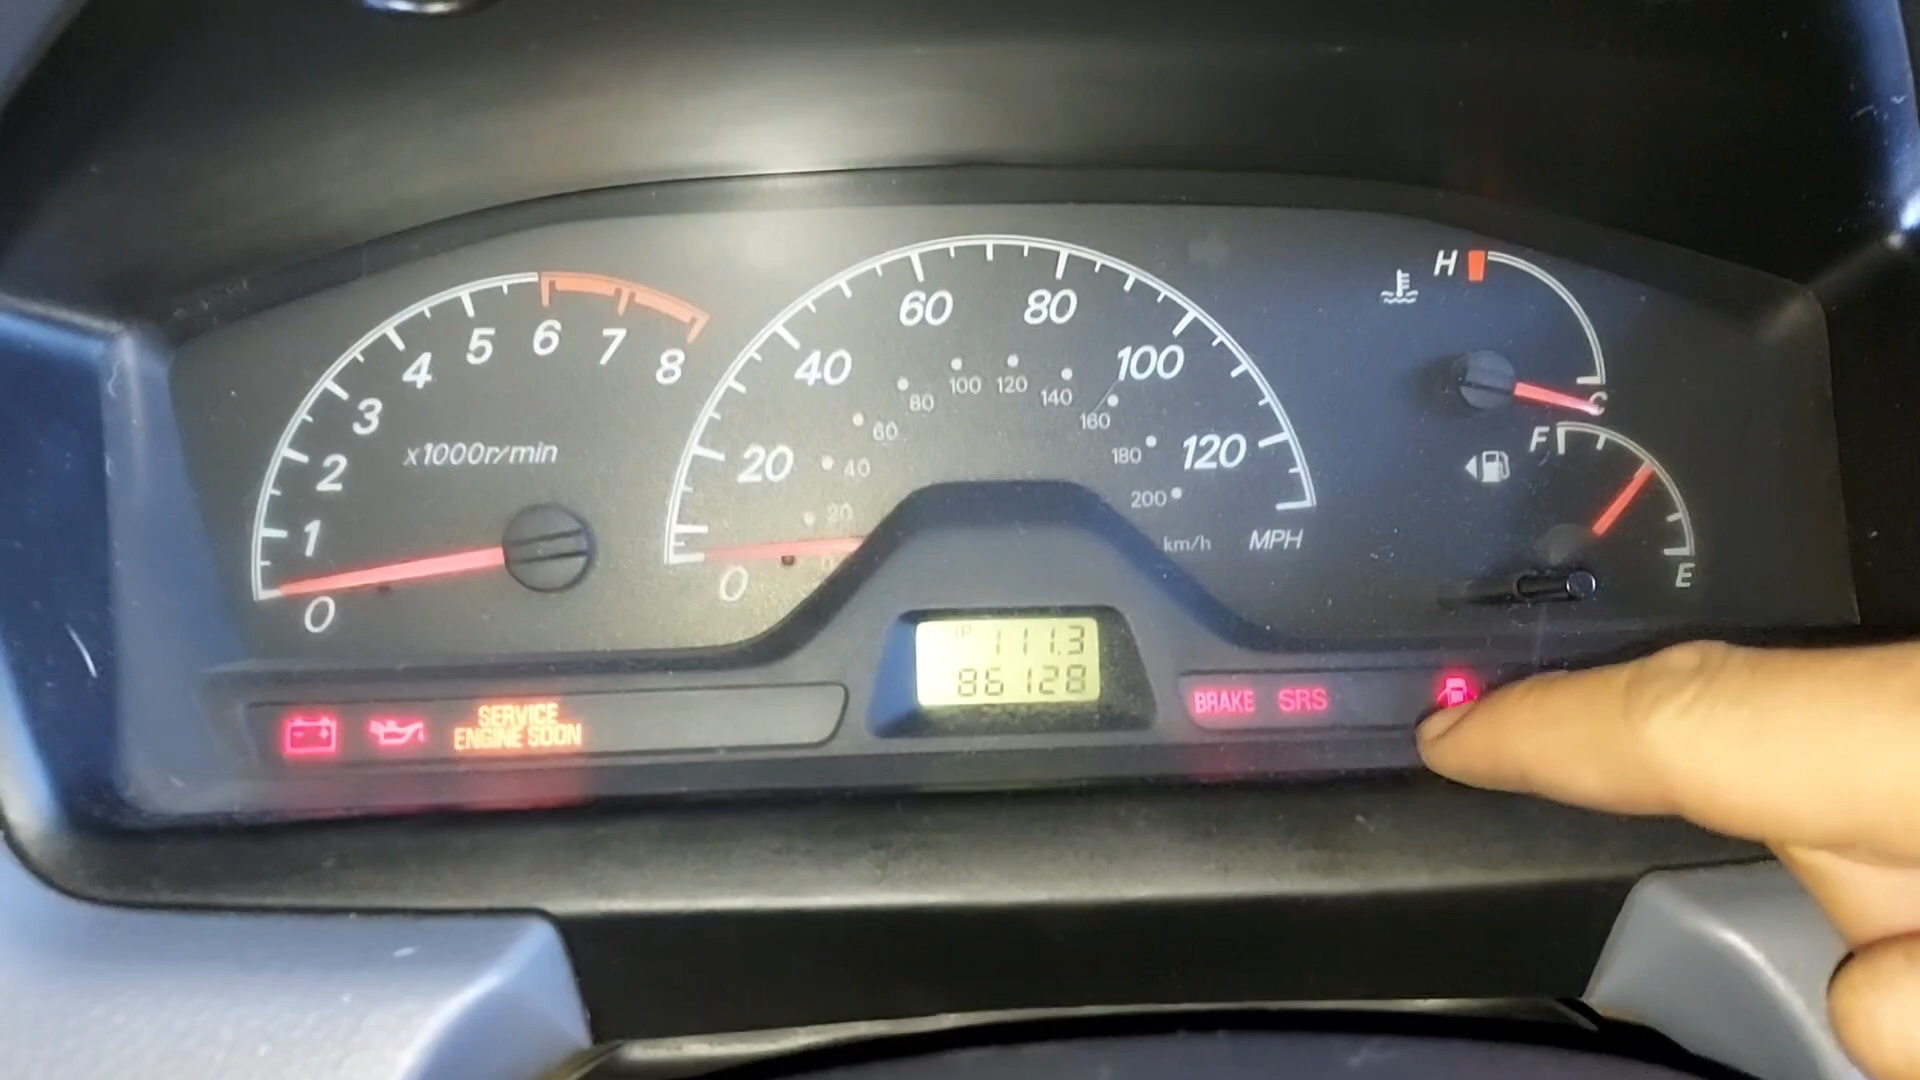 0 1 2 3 4 5 6 7 8
x1000r/min
0 20 40 60 80 100 120
MPH
20 40 60 80 100 120 140 160 180 200
km/h
H
C
F
E
111.3
86128
SERVICE
ENGINE SOON
BRAKE SRS